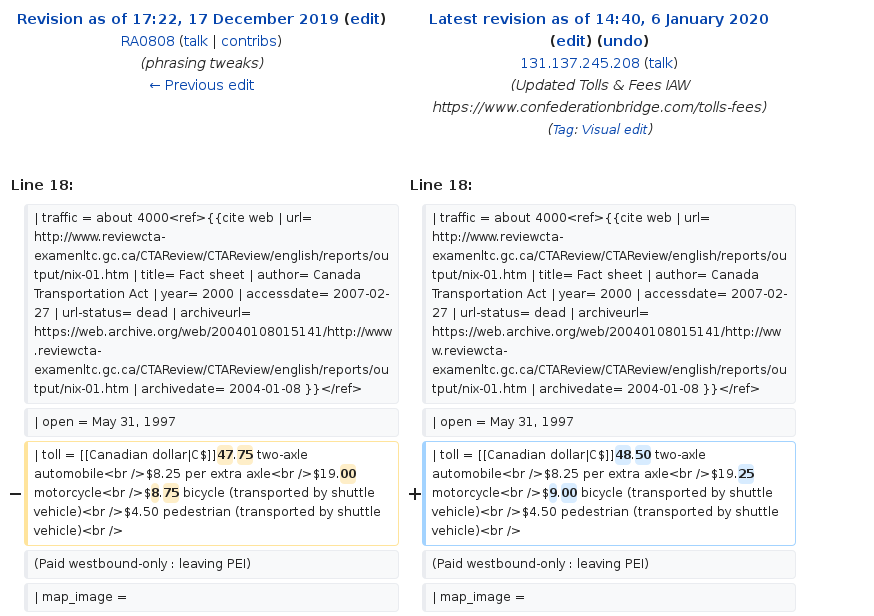 Revision as of 17:22, 17 December 2019 (edit)
RA0808 (talk | contribs)
(phrasing tweaks)
← Previous edit
Latest revision as of 14:40, 6 January 2020
(edit) (undo)
131.137.245.208 (talk)
(Updated Tolls & Fees IAW
https://www.confederationbridge.com/tolls-fees)
(Tag: Visual edit)
Line 18:
| traffic = about 4000<ref>{{cite web | url=
http://www.reviewcta-
examenltc.gc.ca/CTAReview/CTAReview/english/reports/ou
tput/nix-01.htm | title= Fact sheet | author= Canada
Transportation Act | year= 2000 | accessdate= 2007-02-
27 | url-status= dead | archiveurl=
https://web.archive.org/web/20040108015141/http://www
.reviewcta-
examenltc.gc.ca/CTAReview/CTAReview/english/reports/ou
tput/nix-01.htm | archivedate= 2004-01-08 }}</ref>
| open = May 31, 1997
− | toll = [[Canadian dollar|C$]]47.75 two-axle
automobile<br />$8.25 per extra axle<br />$19.00
motorcycle<br />$8.75 bicycle (transported by shuttle
vehicle)<br />$4.50 pedestrian (transported by shuttle
vehicle)<br />
(Paid westbound-only : leaving PEI)
| map_image =
Line 18:
| traffic = about 4000<ref>{{cite web | url=
http://www.reviewcta-
examenltc.gc.ca/CTAReview/CTAReview/english/reports/ou
tput/nix-01.htm | title= Fact sheet | author= Canada
Transportation Act | year= 2000 | accessdate= 2007-02-
27 | url-status= dead | archiveurl=
https://web.archive.org/web/20040108015141/http://ww
w.reviewcta-
examenltc.gc.ca/CTAReview/CTAReview/english/reports/ou
tput/nix-01.htm | archivedate= 2004-01-08 }}</ref>
| open = May 31, 1997
+ | toll = [[Canadian dollar|C$]]48.50 two-axle
automobile<br />$8.25 per extra axle<br />$19.25
motorcycle<br />$9.00 bicycle (transported by shuttle
vehicle)<br />$4.50 pedestrian (transported by shuttle
vehicle)<br />
(Paid westbound-only : leaving PEI)
| map_image =